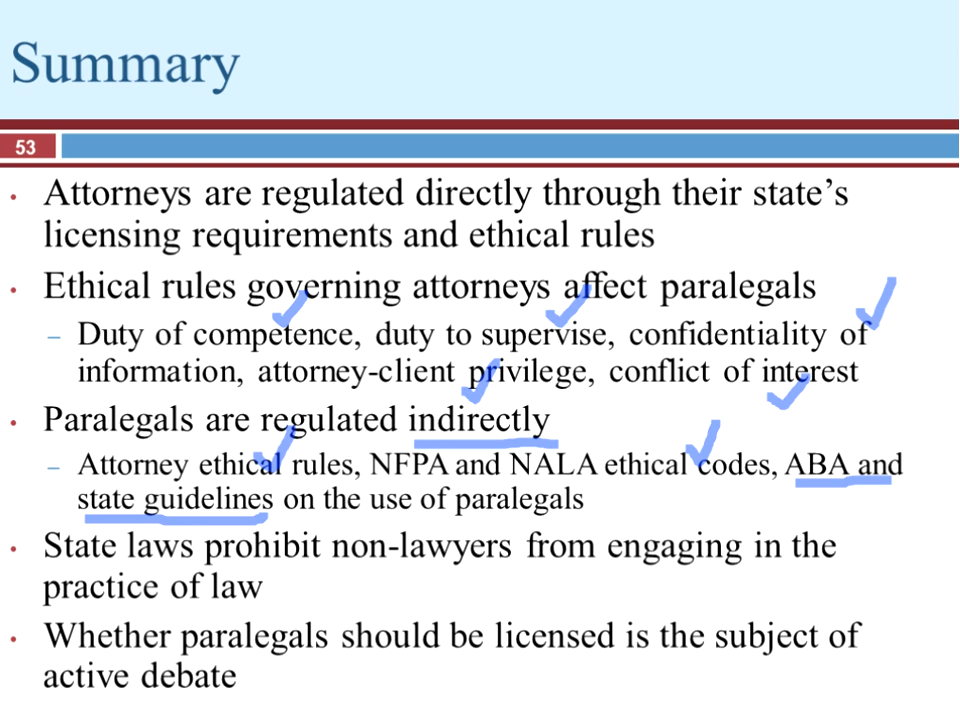 Summary
53
• Attorneys are regulated directly through their state’s
licensing requirements and ethical rules
• Ethical rules governing attorneys affect paralegals
– Duty of competence, duty to supervise, confidentiality of
information, attorney-client privilege, conflict of interest
• Paralegals are regulated indirectly
– Attorney ethical rules, NFPA and NALA ethical codes, ABA and
state guidelines on the use of paralegals
• State laws prohibit non-lawyers from engaging in the
practice of law
• Whether paralegals should be licensed is the subject of
active debate